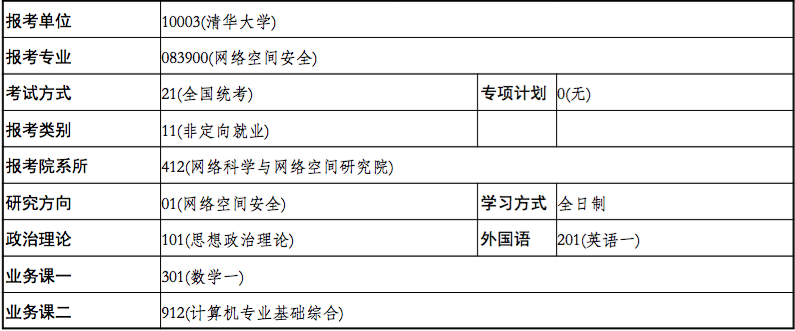 报考单位 10003(清华大学)
报考专业 083900(网络空间安全)
考试方式 21(全国统考) 专项计划 0(无)
报考类别 11(非定向就业)
报考院系所 412(网络科学与网络空间研究院)
研究方向 01(网络空间安全) 学习方式 全日制
政治理论 101(思想政治理论) 外国语 201(英语一)
业务课一 301(数学一)
业务课二 912(计算机专业基础综合)